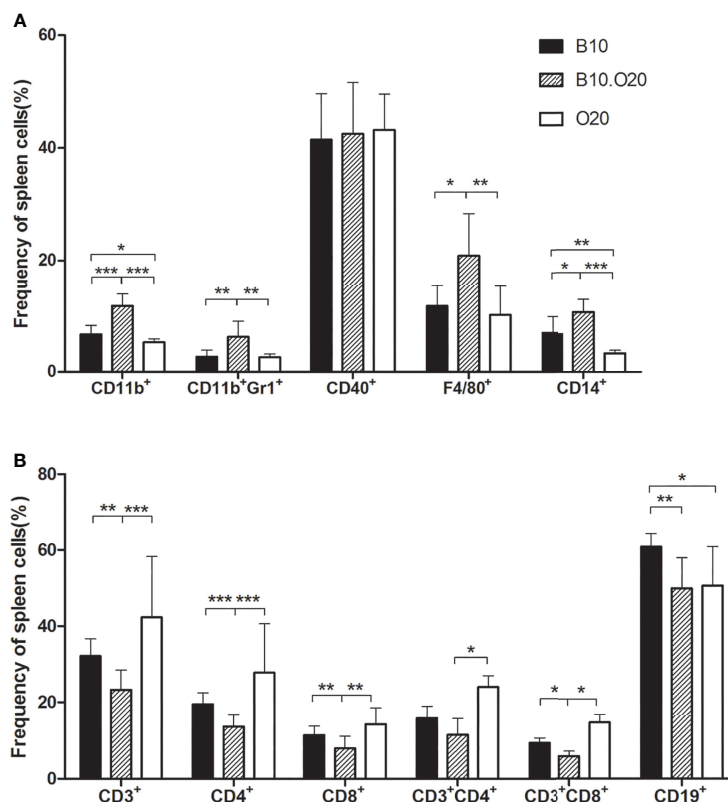 A
Frequency of spleen cells(%)
60
40
20
0
B10
B10.O20
O20
*
*** ***
** **
* **
**
* ***
CD11b+
CD11b+Gr1+
CD40+
F4/80+
CD14+
B
Frequency of spleen cells(%)
80
60
40
20
0
** ***
*** ***
** **
*
* *
*
**
CD3+
CD4+
CD8+
CD3+CD4+
CD3+CD8+
CD19+